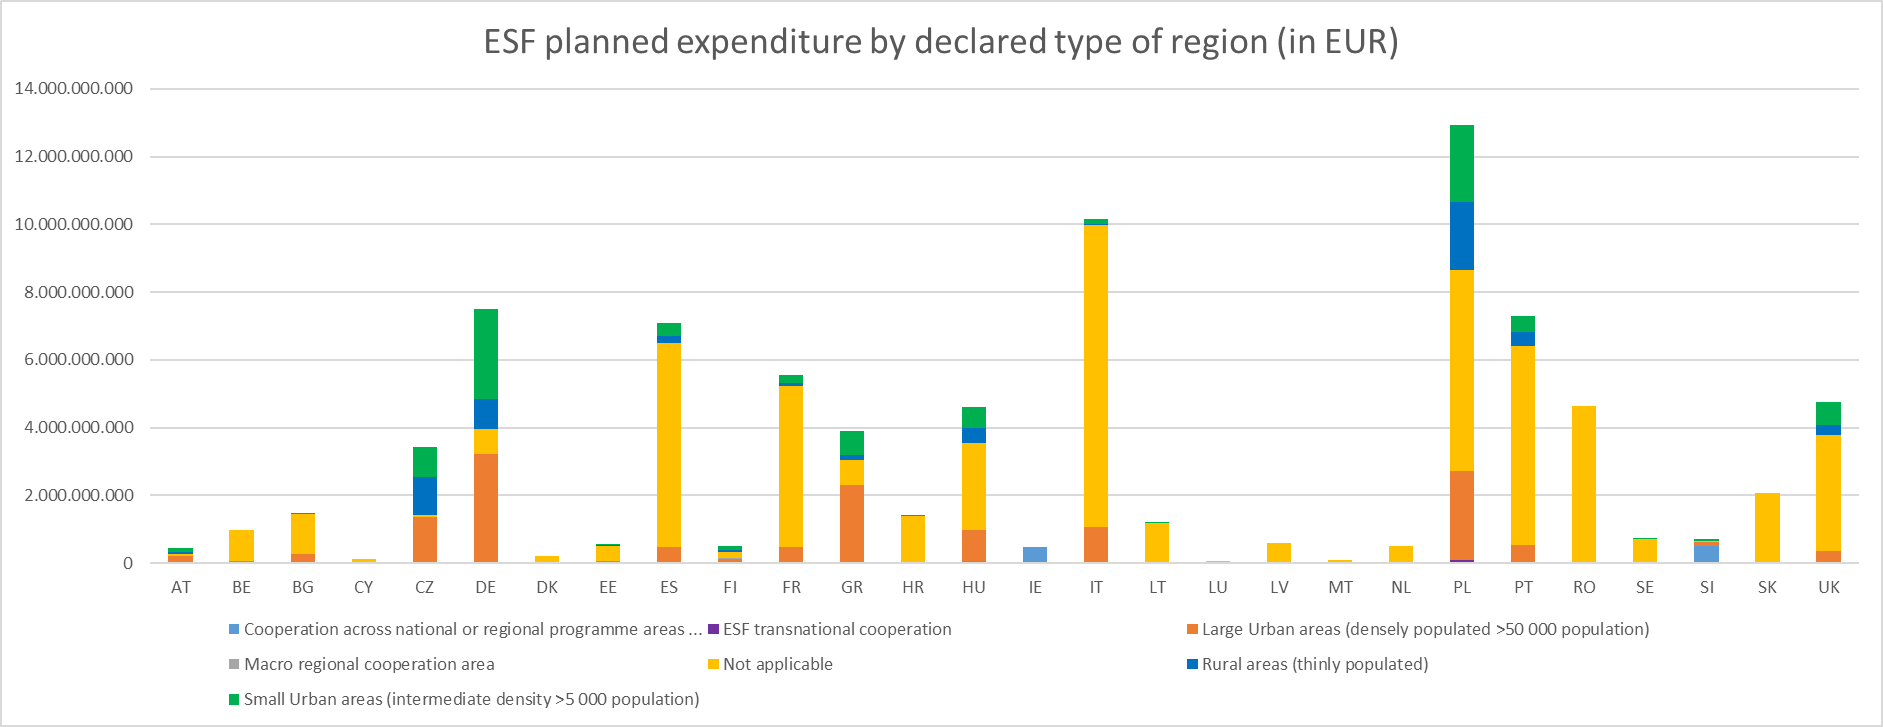 ESF planned expenditure by declared type of region (in EUR)
14.000.000.000
12.000.000.000
10.000.000.000
8.000.000.000
6.000.000.000
4.000.000.000
2.000.000.000
0
AT BE BG CY CZ DE DK EE ES FI FR GR HR HU IE IT LT LU LV MT NL PL PT RO SE SI SK UK
Cooperation across national or regional programme areas ... ESF transnational cooperation Large Urban areas (densely populated >50 000 population)
Macro regional cooperation area Not applicable Rural areas (thinly populated)
Small Urban areas (intermediate density >5 000 population)